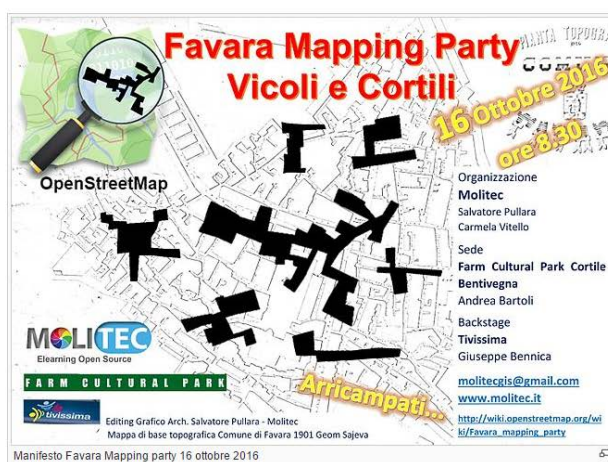 Favara Mapping Party
Vicoli e Cortili
PIANTA TOPOGRA
16 Ottobre 2016
ore 8.30
OpenStreetMap
Organizzazione
Molitec
Salvatore Pullara
Carmela Vitello
Sede
Farm Cultural Park Cortile
Bentivegna
Andrea Bartoli
Backstage
Tivissima
Giuseppe Bennica
molitecgis@gmail.com
www.molitec.it
http://wiki.openstreetmap.org/wi
ki/Favara_mapping_party
MOLITEC
Elearning Open Source
FARM CULTURAL PARK
tivissima
Arricampati...
Editing Grafico Arch. Salvatore Pullara - Molitec
Mappa di base topografica Comune di Favara 1901 Geom Sajeva
Manifesto Favara Mapping party 16 ottobre 2016